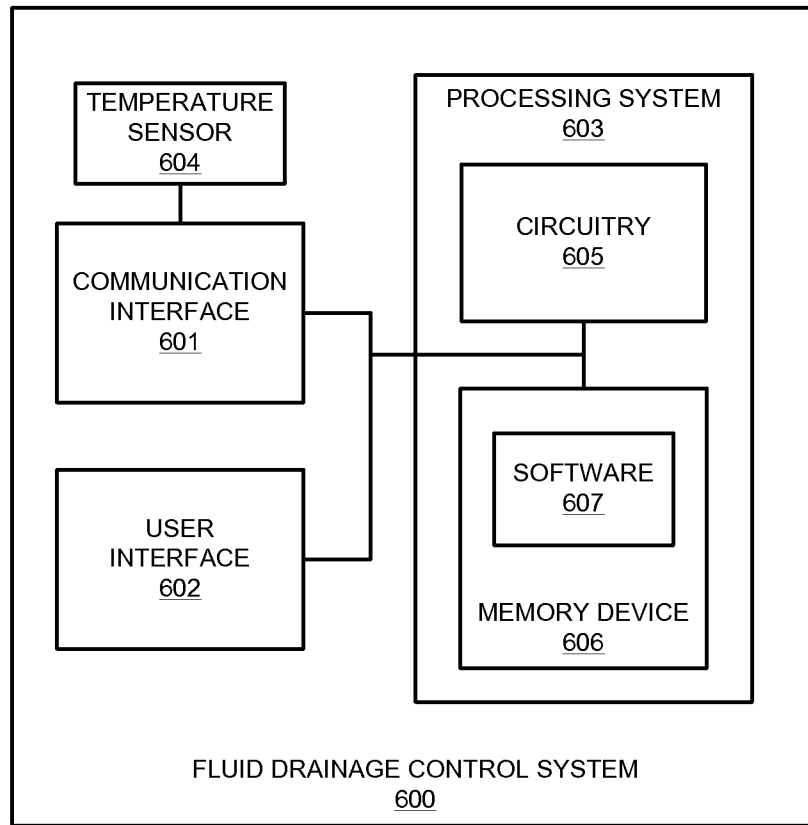 TEMPERATURE
SENSOR
604
COMMUNICATION
INTERFACE
601
USER
INTERFACE
602
PROCESSING SYSTEM
603
CIRCUITRY
605
SOFTWARE
607
MEMORY DEVICE
606
FLUID DRAINAGE CONTROL SYSTEM
600